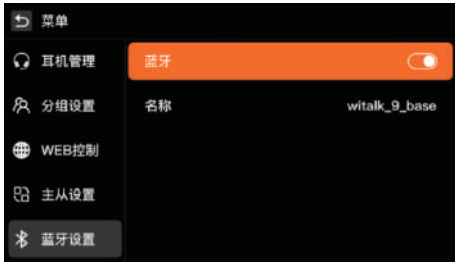 菜单
耳机管理
蓝牙
分组设置
名称 witalk_9_base
WEB控制
主从设置
蓝牙设置